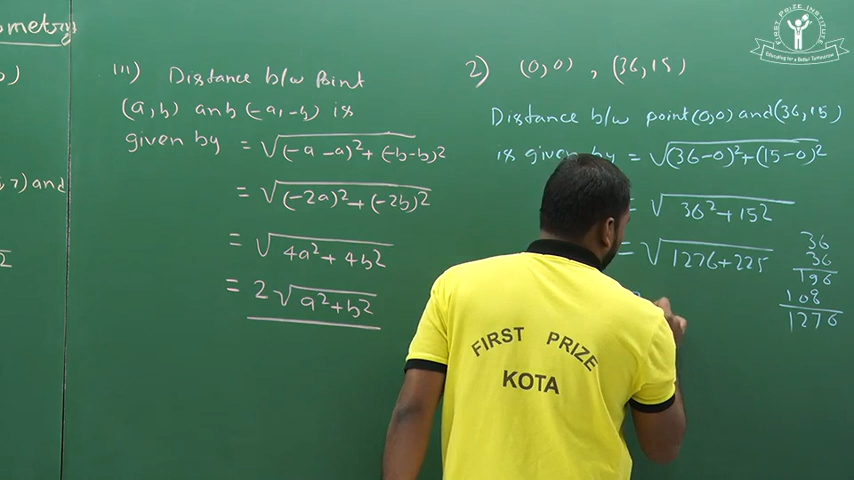 ometry
b)
, 7) and
2
III) Distance b/w Point
(a, b) and (-a, -b) is
given by = √(-a -a)² + (-b-b)²
= √(-2a)² + (-2b)²
= √4a² + 4b²
= 2√a² + b²
2) (0,0) , (36,15)
Distance b/w point (0,0) and (36,15)
is given by = √(36-0)² + (15-0)²
= √36² + 15²
= √1276 + 225
36
36
196
108
1276
FIRST PRIZE
KOTA
FIRST PRIZE INSTITUTE
Educating for a Better Tomorrow